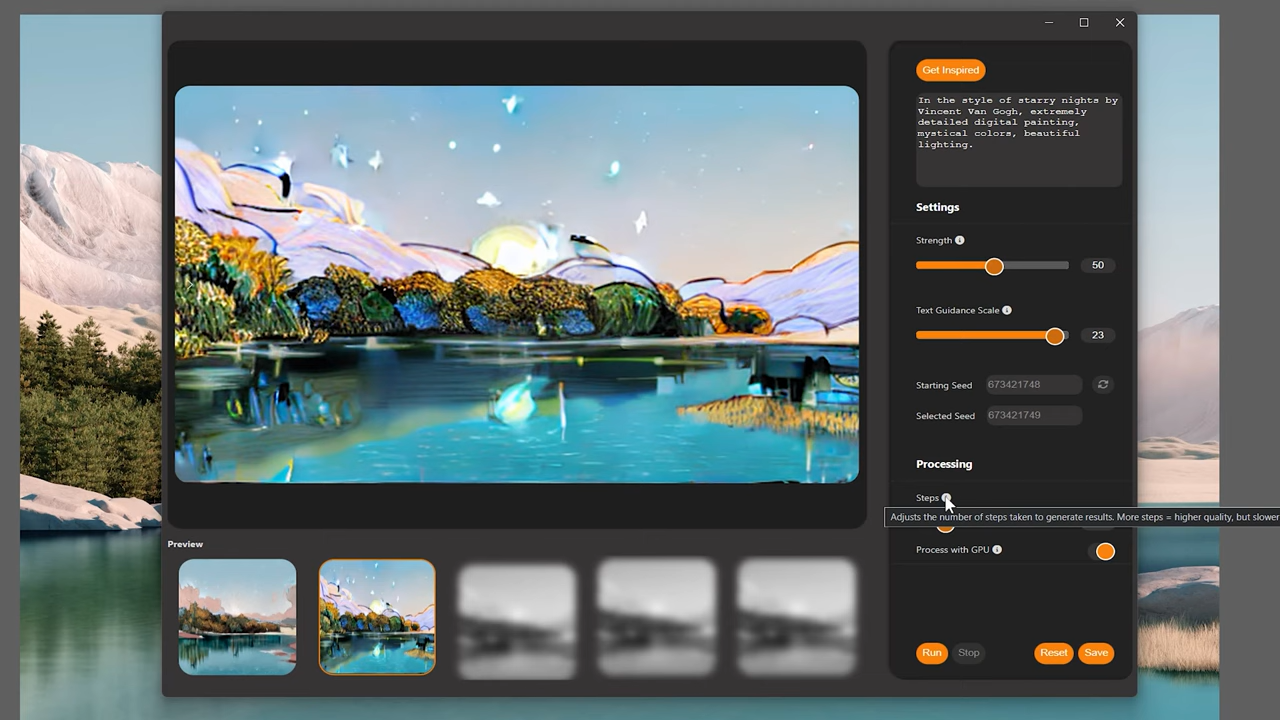 Get Inspired
In the style of starry nights by
Vincent Van Gogh, extremely
detailed digital painting,
mystical colors, beautiful
lighting.
Settings
Strength
50
Text Guidance Scale
23
Starting Seed 673421748
Selected Seed 673421749
Processing
Steps
Adjusts the number of steps taken to generate results. More steps = higher quality, but slower
Process with GPU
Preview
Run Stop Reset Save